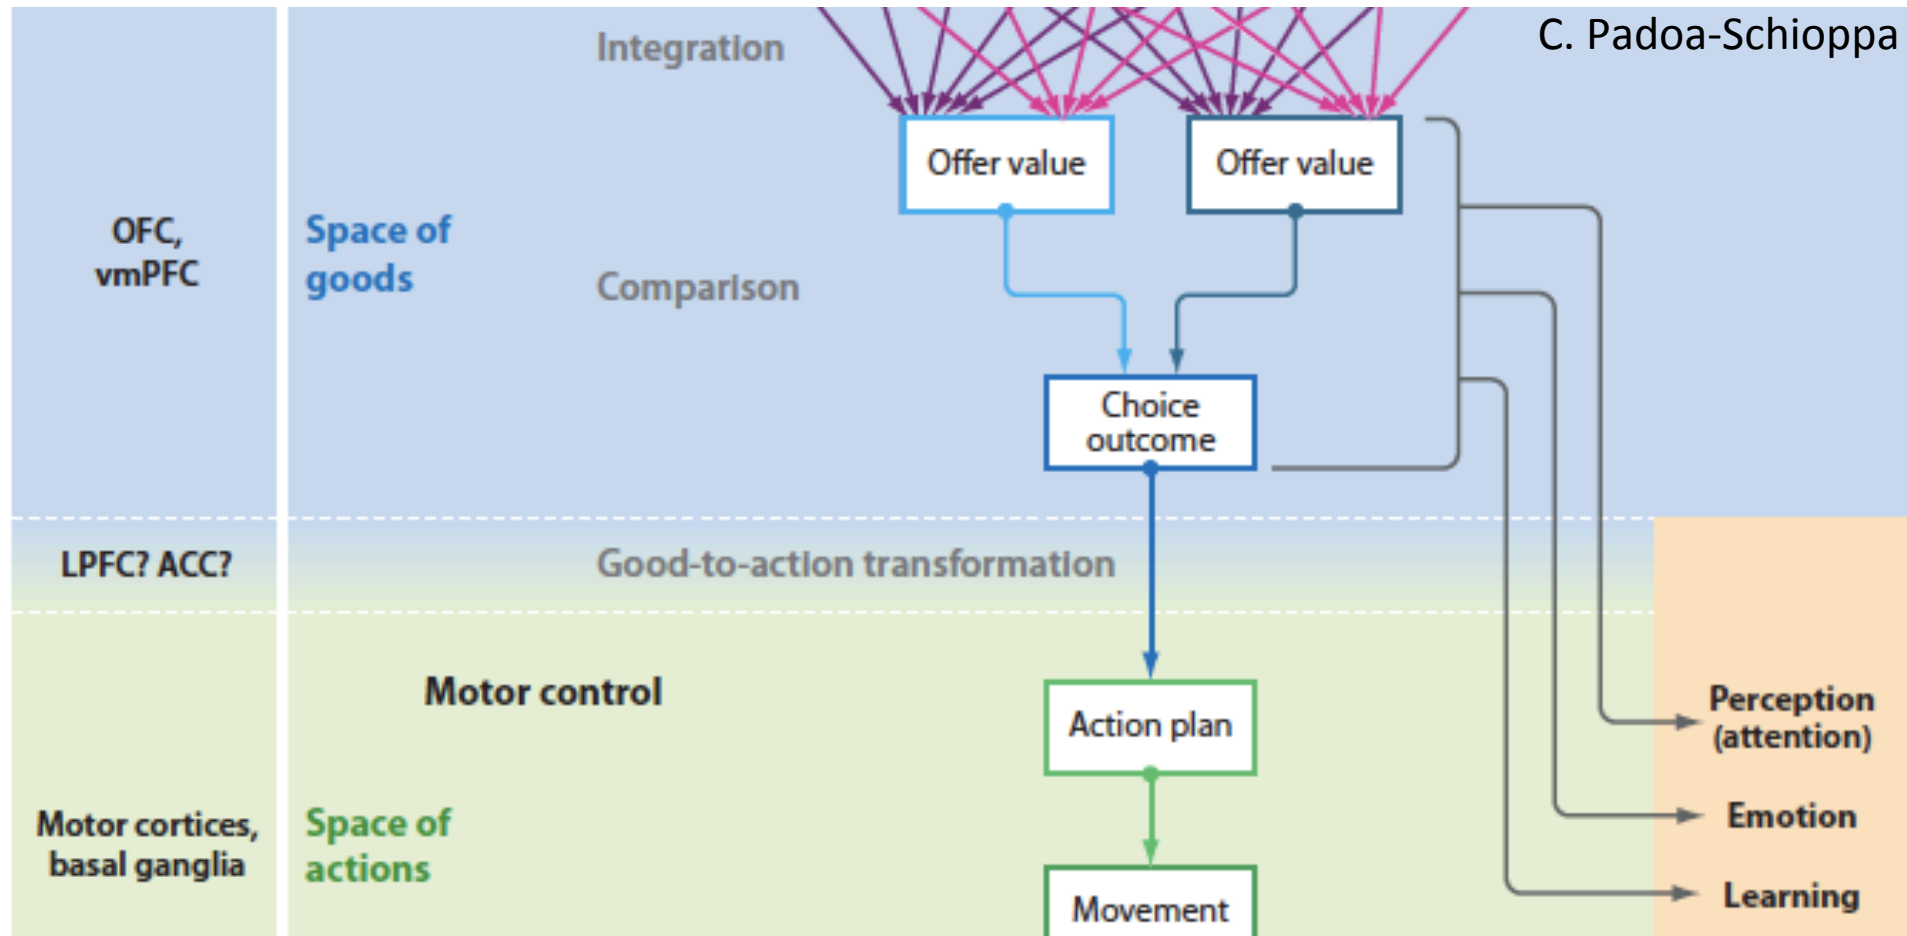 C. Padoa-Schioppa
Integration
Offer value
Offer value
OFC,
vmPFC
Space of
goods
Comparison
Choice
outcome
LPFC? ACC?
Good-to-action transformation
Motor control
Action plan
Perception
(attention)
Motor cortices,
basal ganglia
Space of
actions
Emotion
Movement
Learning